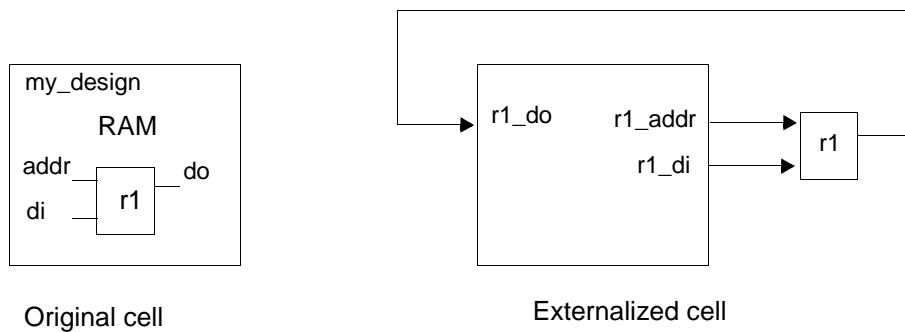 my_design
RAM
addr
do
r1
di
Original cell
r1_do
r1_addr
r1_di
r1
Externalized cell